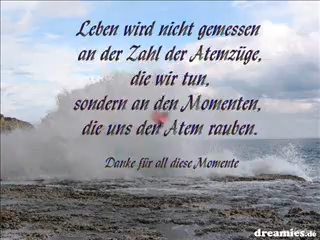 Leben wird nicht gemessen
an der Zahl der Atemzüge,
die wir tun,
sondern an den Momenten,
die uns den Atem rauben.
Danke für all diese Momente
dreamies.de